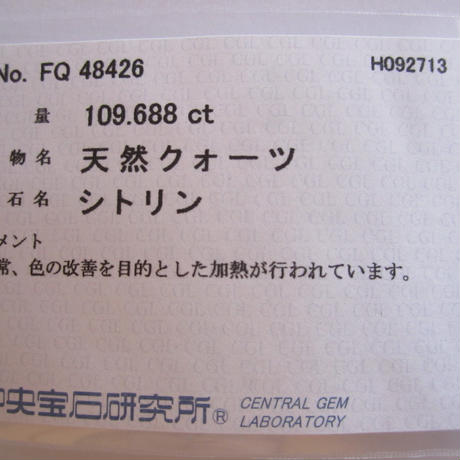 No. FQ 48426 H092713
量 109.688 ct
物名 天然クォーツ
石名 シトリン
メント
常、色の改善を目的とした加熱が行われています。
中央宝石研究所® CENTRAL GEM
LABORATORY